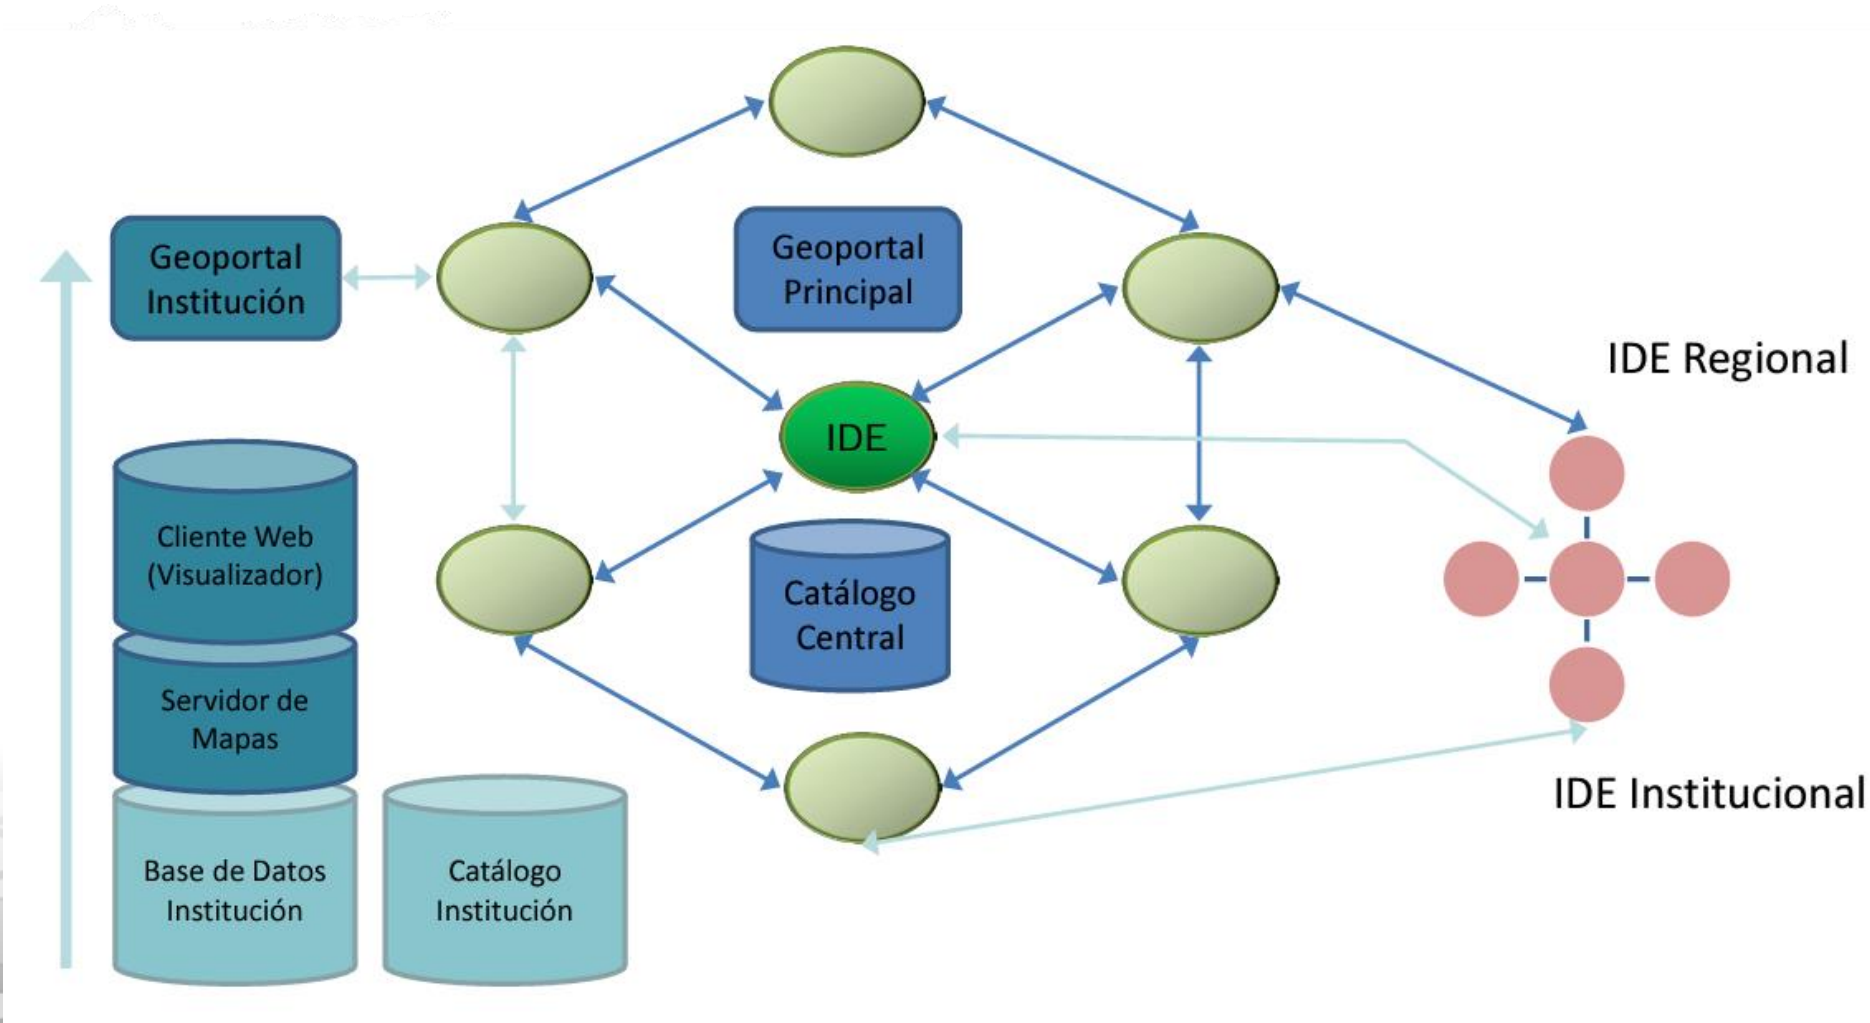 Geoportal
Institución
Geoportal
Principal
IDE Regional
IDE
Cliente Web
(Visualizador)
Catálogo
Central
Servidor de
Mapas
IDE Institucional
Base de Datos
Institución
Catálogo
Institución